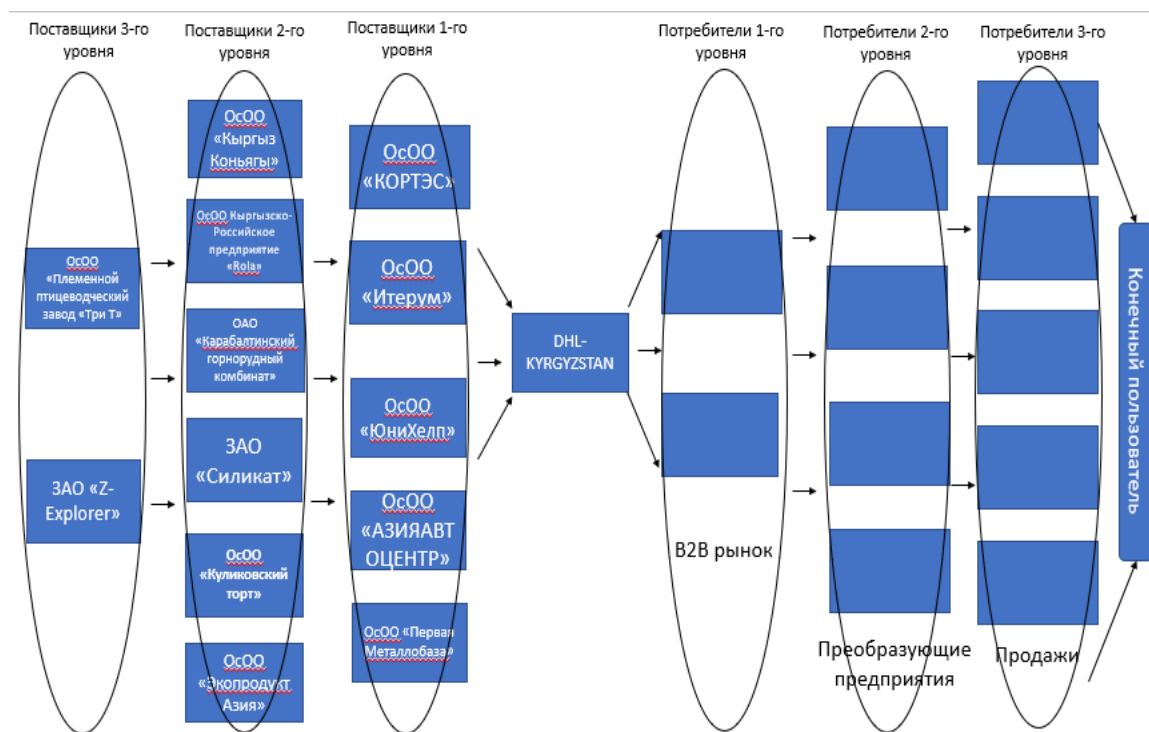 Поставщики 3-го
уровня
Поставщики 2-го
уровня
Поставщики 1-го
уровня
Потребители 1-го
уровня
Потребители 2-го
уровня
Потребители 3-го
уровня
ОсОО
«Племенной
птицеводческий
завод «Три Т»
ЗАО «Z-
Explorer»
ОсОО
«Кыргыз
Коньягы»
ОсОО Кыргызско-
Российское
предприятие
«Rola»
ОАО
«Карабалтинский
горнорудный
комбинат»
ЗАО
«Силикат»
ОсОО
«Куликовский
торт»
ОсОО
«Экопродукт
Азия»
ОсОО
«КОРТЭС»
ОсОО
«Итерум»
ОсОО
«ЮниХелп»
ОсОО
«АЗИЯАВТ
ОЦЕНТР»
ОсОО «Первая
Металлобаза»
DHL-
KYRGYZSTAN
B2B рынок
Преобразующие
предприятия
Продажи
Конечный пользователь